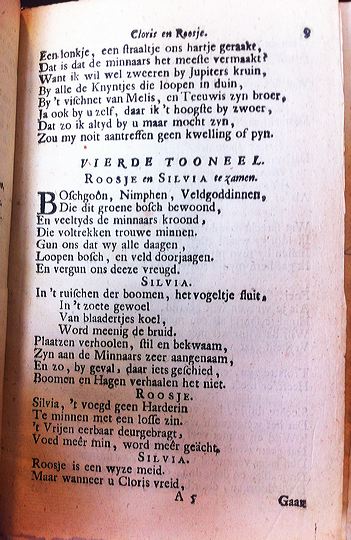 Cloris en Roosje. 9
Een lonkje, een straaltje ons hartje geraakt,
Dat is dat de minnaars het meeste vermaakt?
Want ik wil wel zweeren by Jupiters kruin,
By alle de Knyntjes die loopen in duin,
By 't vischnet van Melis, en Teeuwis zyn broer,
Ja ook by u zelf, daar ik 't hoogste by zwoer,
Dat zo ik altyd by u maar mocht zyn,
Zou my noit aantreffen geen kwelling of pyn.
VIERDE TOONEEL.
ROOSJE en SILVIA te zamen.
BOschgoôn, Nimphen, Veldgoddinnen,
Die dit groene bosch bewoond,
En veeltyds de minnaars kroond,
Die voltrekken trouwe minnen.
Gun ons dat wy alle daagen,
Loopen bosch, en veld doorjaagen.
En vergun ons deeze vreugd.
SILVIA.
In 't ruischen der boomen, het vogeltje fluit,
In 't zoete gewoel
Van blaadertjes koel,
Word meenig de bruid.
Plaatzen verhoolen, stil en bekwaam,
Zyn aan de Minnaars zeer aangenaam,
En zo, by geval, daar iets geschied,
Boomen en Hagen verhaalen het niet.
ROOSJE.
Silvia, 't voegd geen Harderin
Te minnen met een losse zin.
't Vrijen eerbaar deurgebragt,
Voed meér min, word meér geächt.
SILVIA.
Roosje is een wyze meid.
Maar wanneer u Cloris vreid,
A 5 Gaan